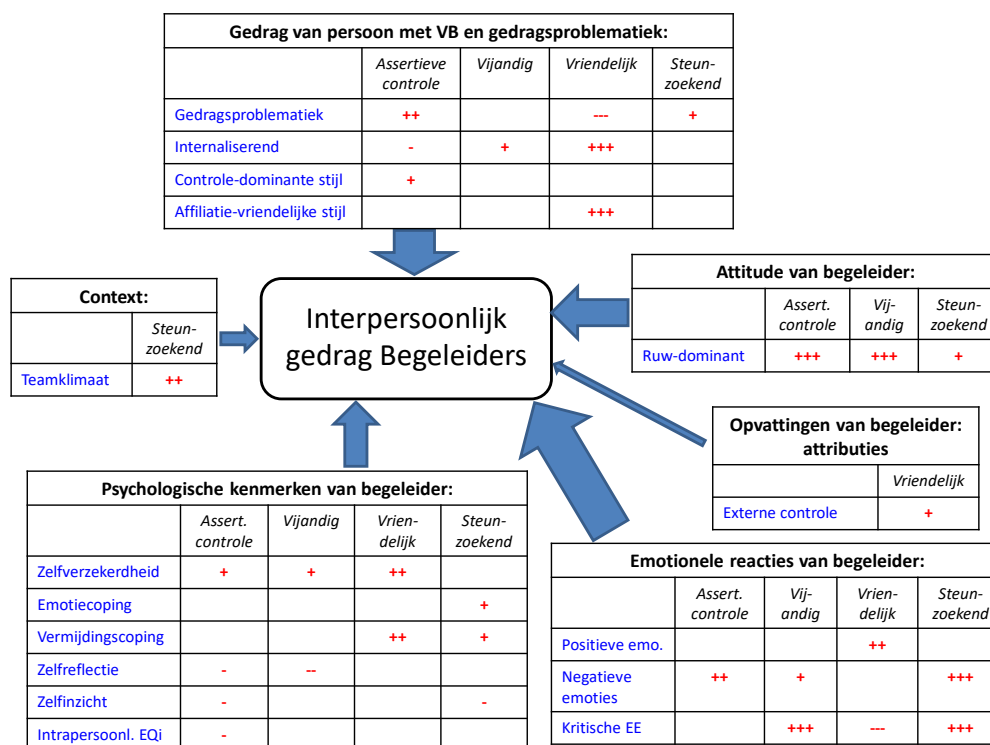 Gedrag van persoon met VB en gedragsproblematiek:
Assertieve controle Vijandig Vriendelijk Steun-zoekend
Gedragsproblematiek ++ --- +
Internaliserend - + +++
Controle-dominante stijl +
Affiliatie-vriendelijke stijl +++
Context:
Steun-
zoekend
Teamklimaat ++
Interpersoonlijk
gedrag Begeleiders
Attitude van begeleider:
Assert. controle Vij-andig Steun-zoekend
Ruw-dominant +++ +++ +
Opvattingen van begeleider:
attributies
Vriendelijk
Externe controle +
Psychologische kenmerken van begeleider:
Assert. controle Vijandig Vrien-delijk Steun-zoekend
Zelfverzekerdheid + + ++
Emotiecoping +
Vermijdingscoping ++ +
Zelfreflectie - --
Zelfinzicht - -
Intrapersoonl. EQi -
Emotionele reacties van begeleider:
Assert. controle Vij-andig Vrien-delijk Steun-zoekend
Positieve emo. ++
Negatieve emoties ++ + +++
Kritische EE +++ --- +++